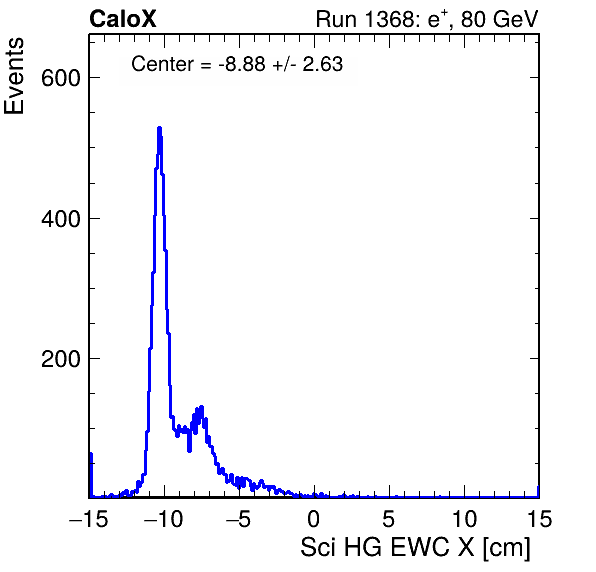 CaloX Run 1368: e⁺, 80 GeV
Center = -8.88 +/- 2.63
Events
600
400
200
−15 −10 −5 0 5 10 15
Sci HG EWC X [cm]